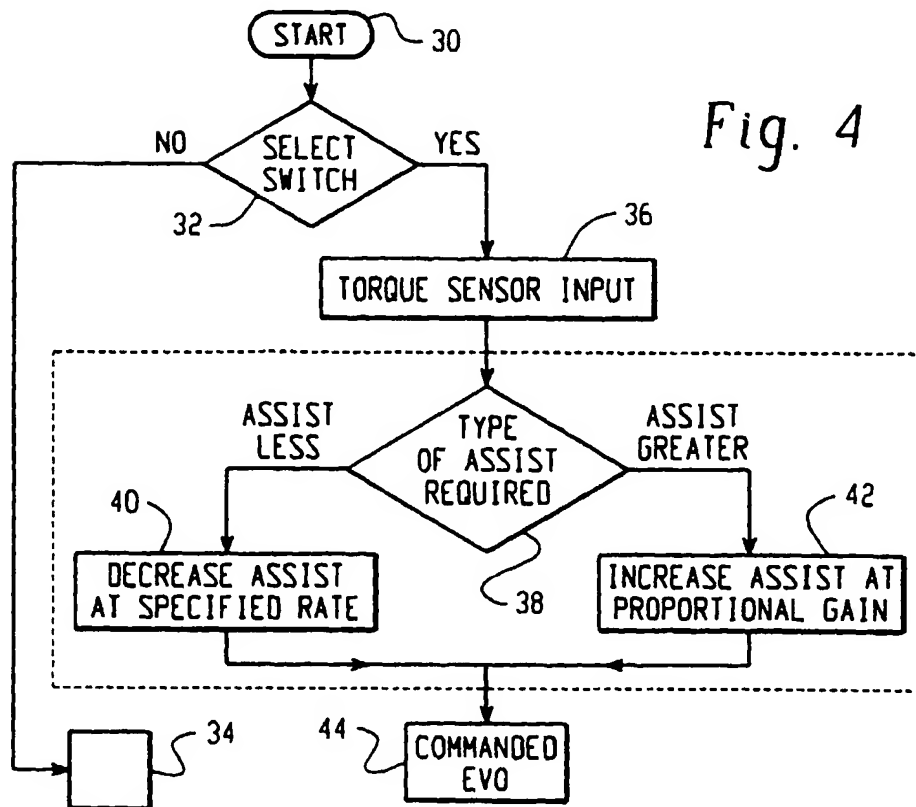 START
30
Fig. 4
NO
SELECT
SWITCH
YES
32
36
TORQUE SENSOR INPUT
ASSIST
LESS
TYPE
OF ASSIST
REQUIRED
ASSIST
GREATER
40
42
38
DECREASE ASSIST
AT SPECIFIED RATE
INCREASE ASSIST AT
PROPORTIONAL GAIN
34
44
COMMANDED
EVO